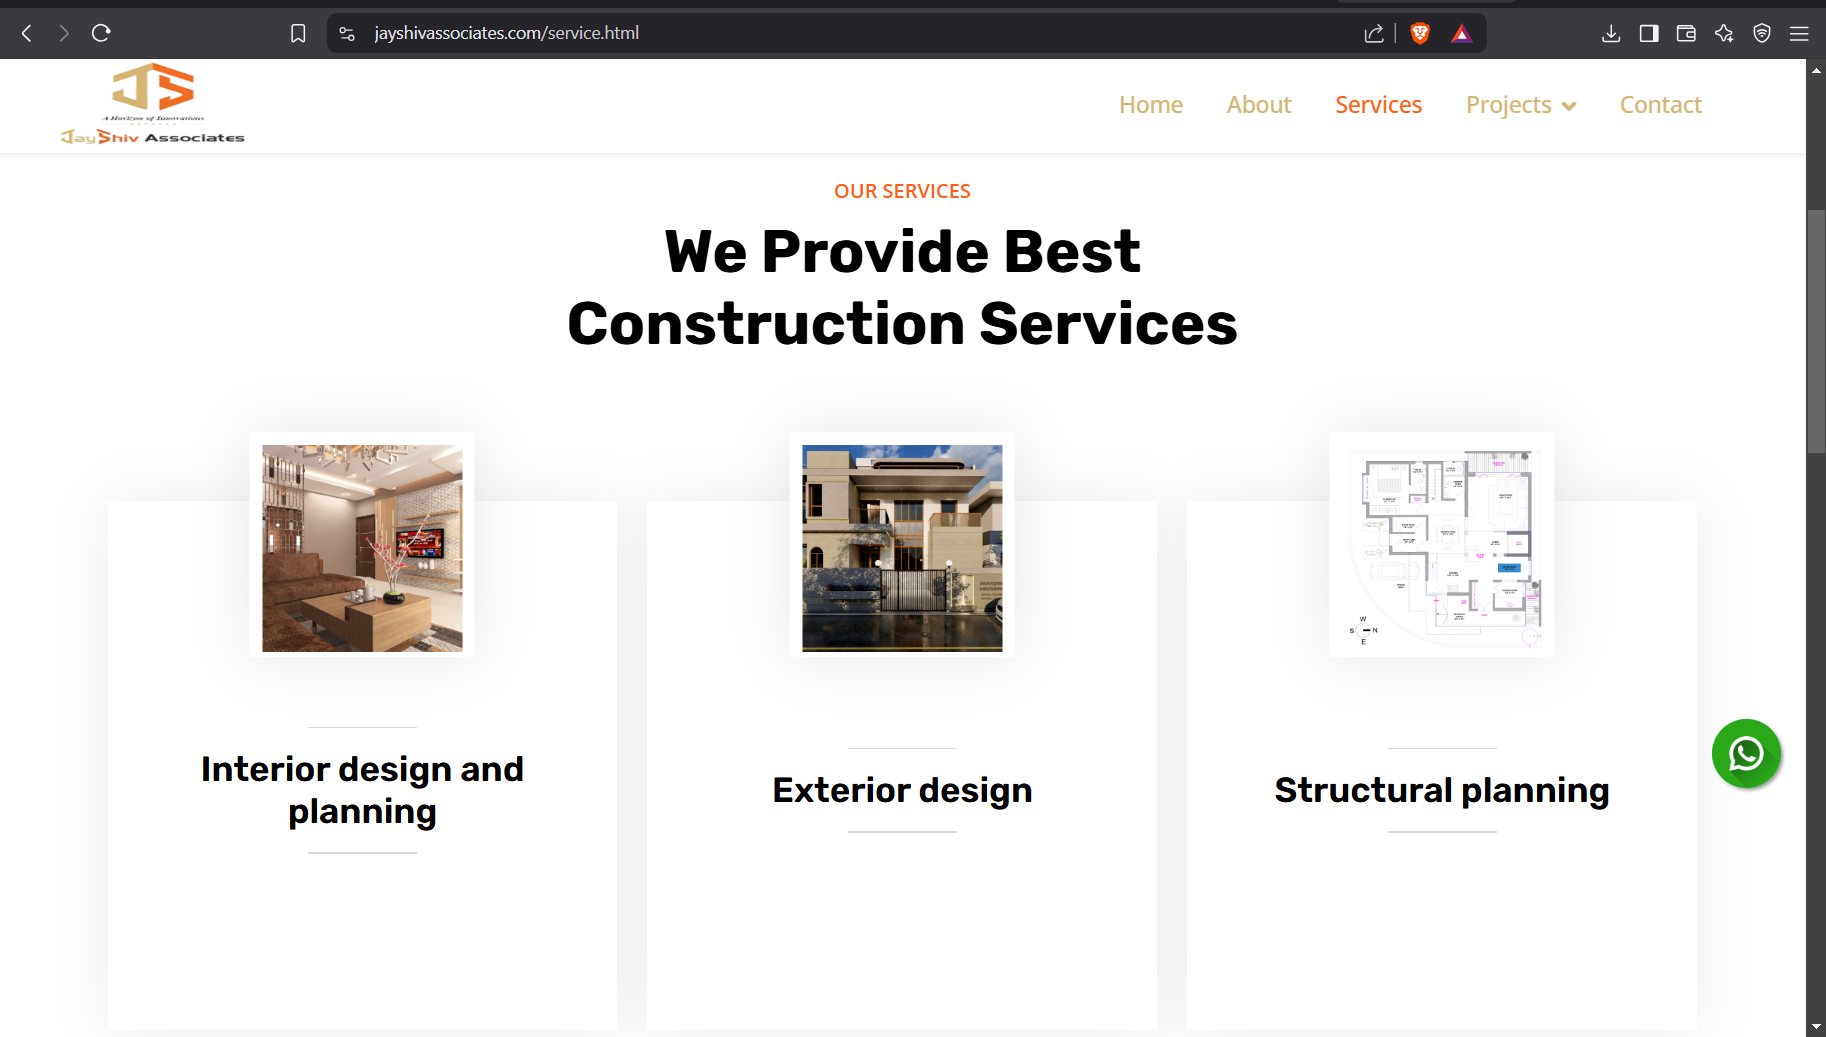 jayshivassociates.com/service.html
JS
A Horizon of Innovations
JayShiv Associates
Home
About
Services
Projects
Contact
OUR SERVICES
We Provide Best
Construction Services
W
S N
E
Interior design and
planning
Exterior design
Structural planning